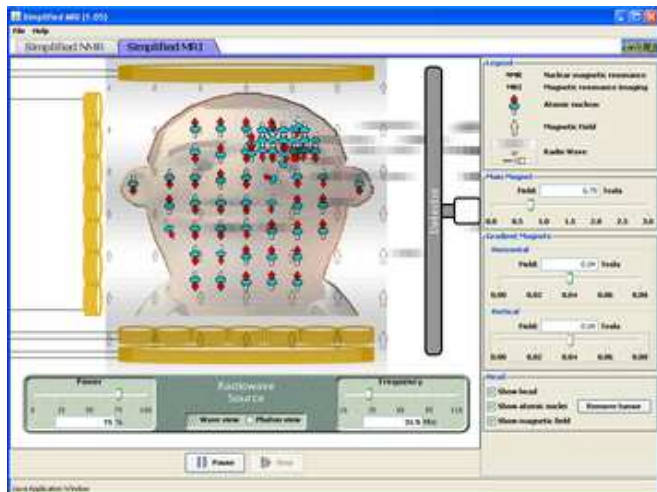 Simplified MRI (1.05)
File Help
Simplified NMR Simplified MRI
Legend
NMR Nuclear magnetic resonance
MRI Magnetic resonance imaging
Atomic nucleus
Magnetic field
Radio Wave
Main Magnet
Field: Tesla
0.0 0.5 1.0 1.5 2.0 2.5 3.0
Gradient Magnets
Horizontal
Field: 0.04 Tesla
0.00 0.02 0.04 0.06 0.08
Vertical
Field: Tesla
0.00 0.02 0.04 0.06 0.08
Head
Show head
Show atomic nuclei Remove tumor
Show magnetic field
Detector
Power
75 %
Radiowave
Source
Wave view Photon view
Frequency
MHz
Pause Step
Java Application Window